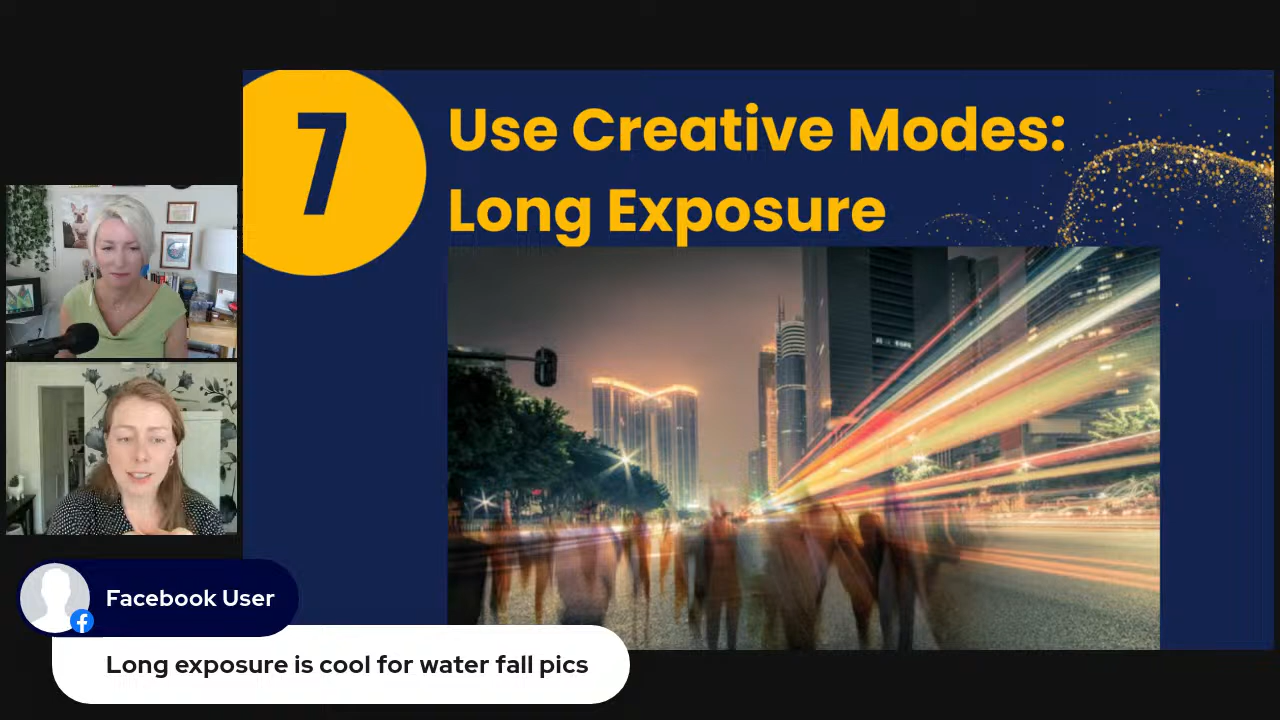 7
Use Creative Modes:
Long Exposure
Facebook User
Long exposure is cool for water fall pics